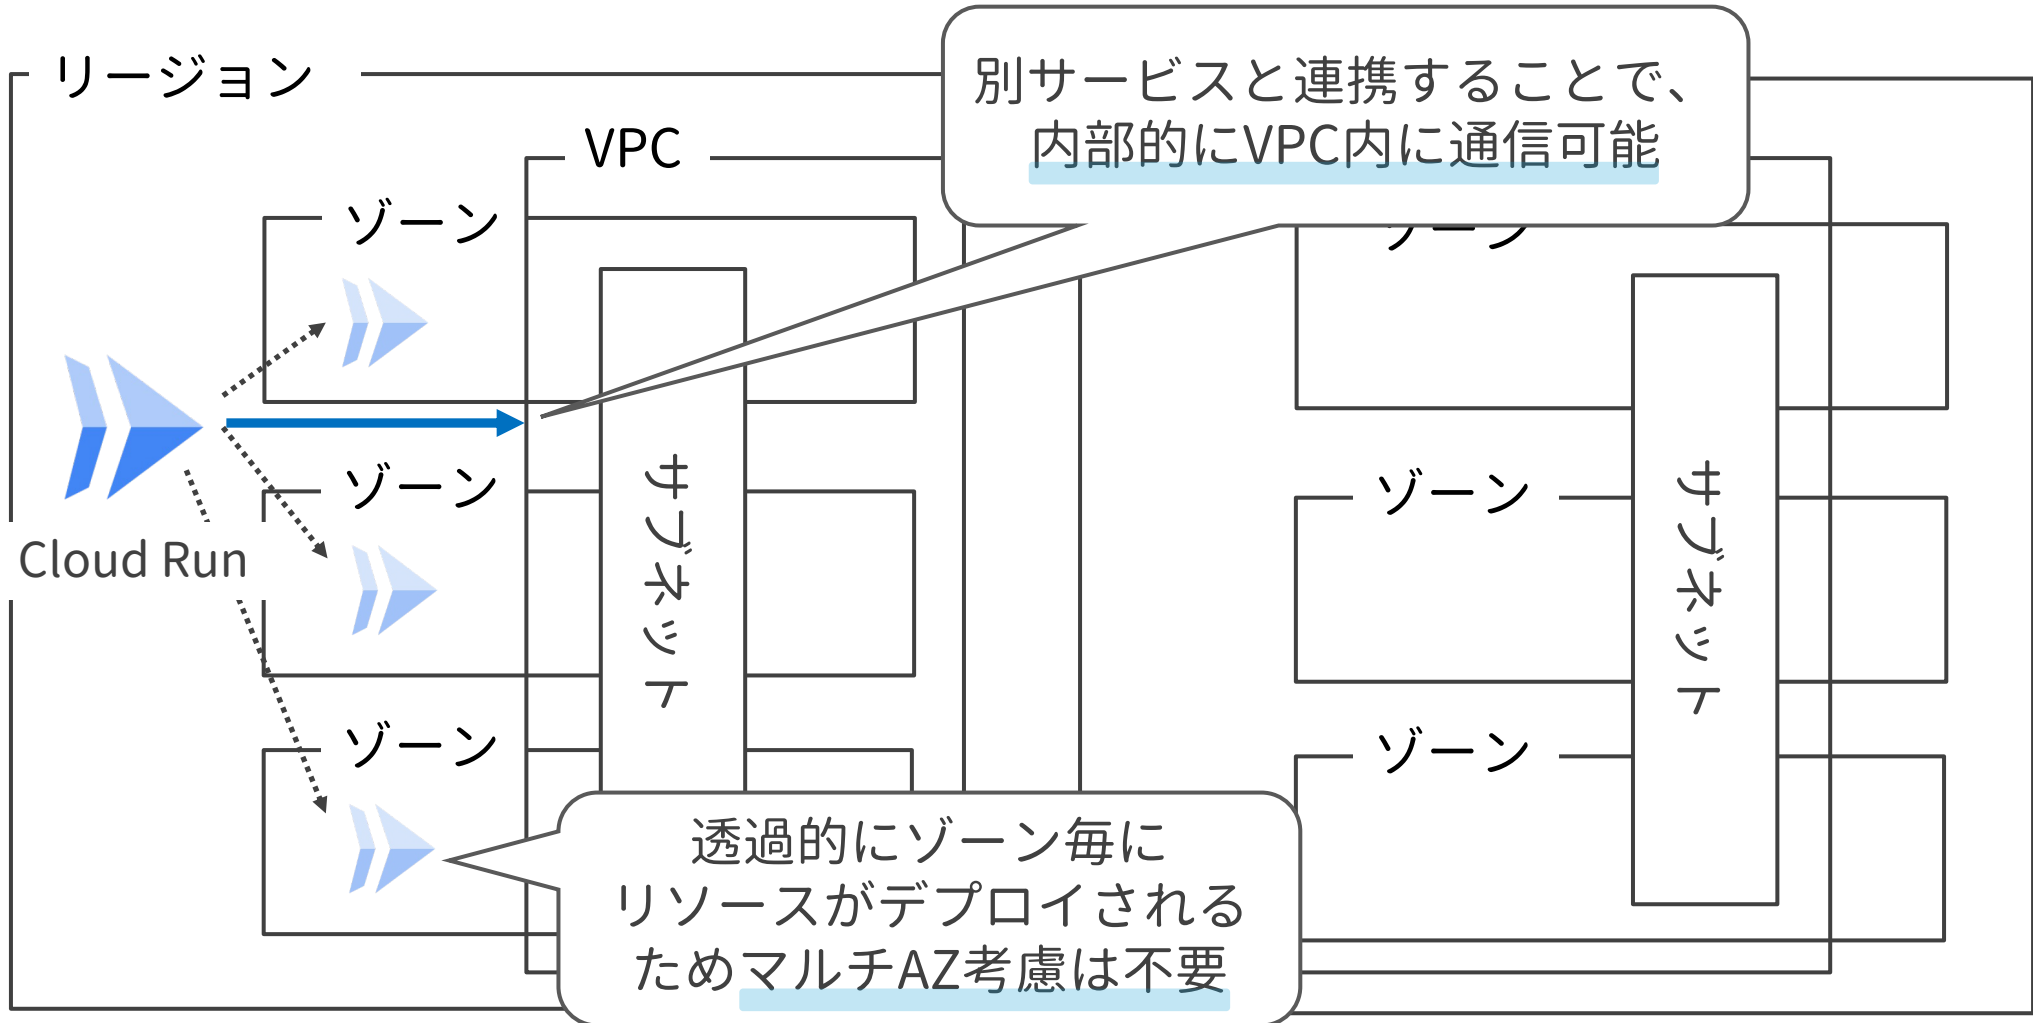 リージョン
別サービスと連携することで、
内部的にVPC内に通信可能
VPC
ゾーン
ゾーン
Cloud Run
ゾーン
ゾーン
サブネット
サブネット
ゾーン
ゾーン
透過的にゾーン毎に
リソースがデプロイされる
ためマルチAZ考慮は不要